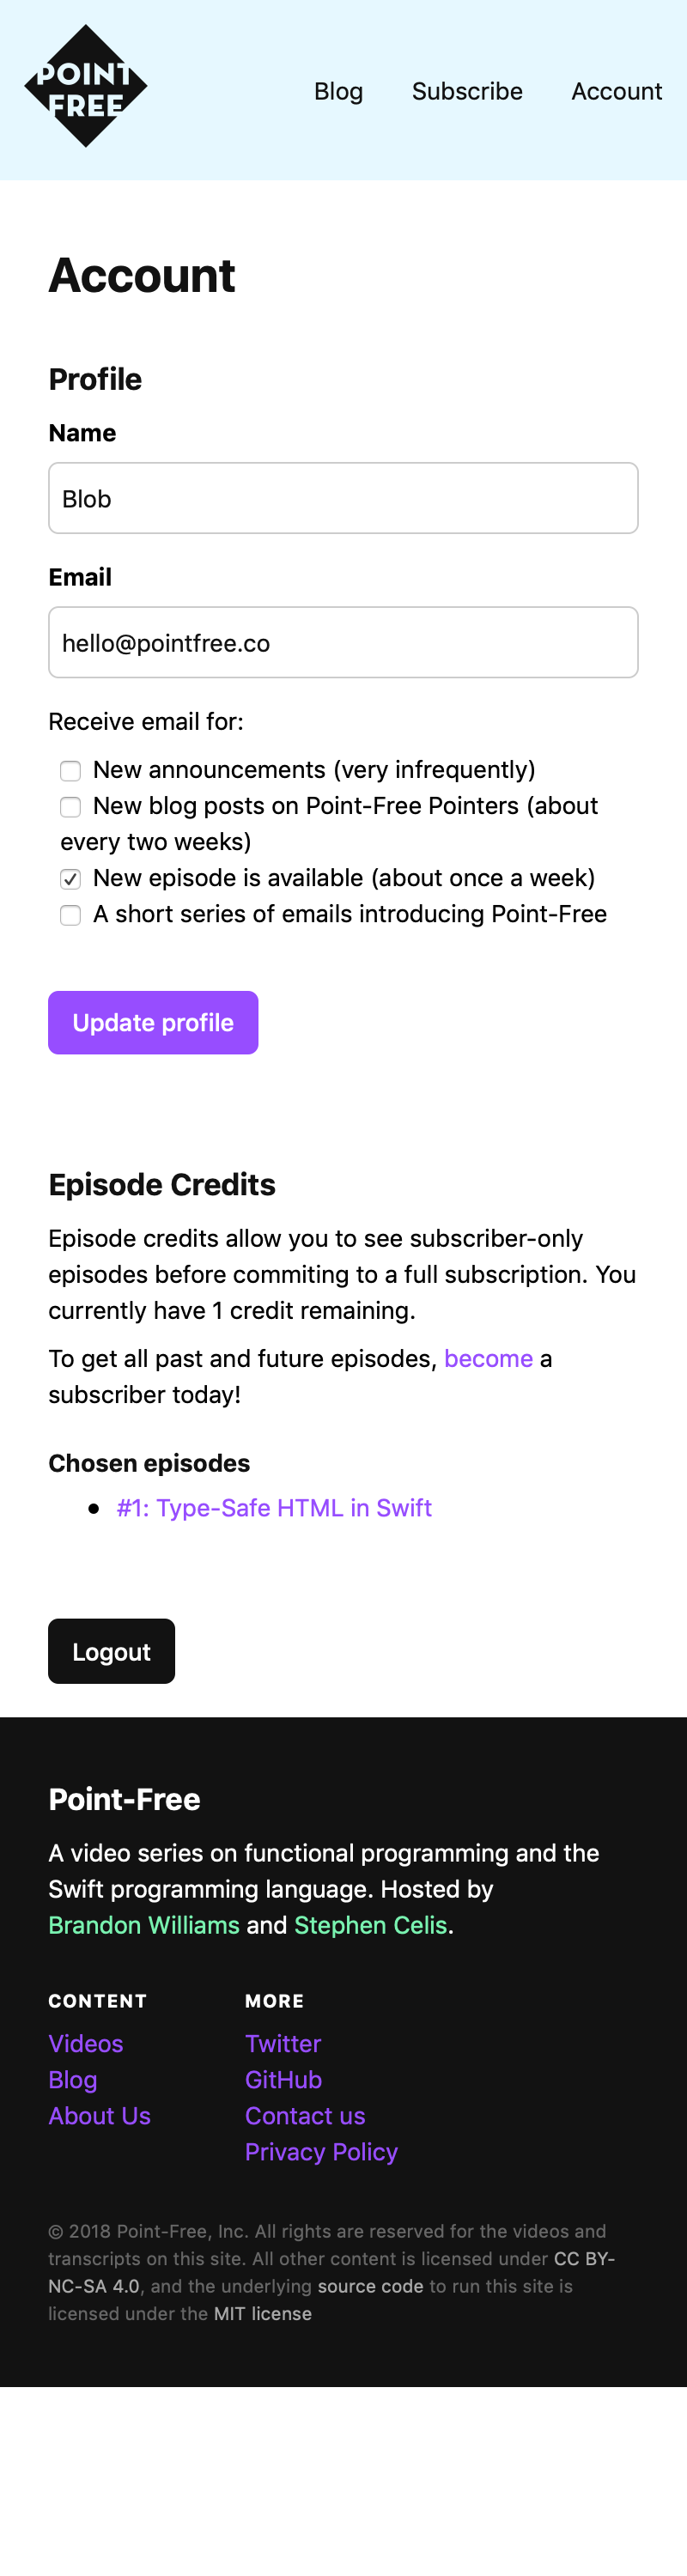 POINT
FREE
Blog Subscribe Account
Account
Profile
Name
Blob
Email
hello@pointfree.co
Receive email for:
New announcements (very infrequently)
New blog posts on Point-Free Pointers (about
every two weeks)
New episode is available (about once a week)
A short series of emails introducing Point-Free
Update profile
Episode Credits
Episode credits allow you to see subscriber-only
episodes before commiting to a full subscription. You
currently have 1 credit remaining.
To get all past and future episodes, become a
subscriber today!
Chosen episodes
#1: Type-Safe HTML in Swift
Logout
Point-Free
A video series on functional programming and the
Swift programming language. Hosted by
Brandon Williams and Stephen Celis.
CONTENT
Videos
Blog
About Us
MORE
Twitter
GitHub
Contact us
Privacy Policy
© 2018 Point-Free, Inc. All rights are reserved for the videos and
transcripts on this site. All other content is licensed under CC BY-
NC-SA 4.0, and the underlying source code to run this site is
licensed under the MIT license